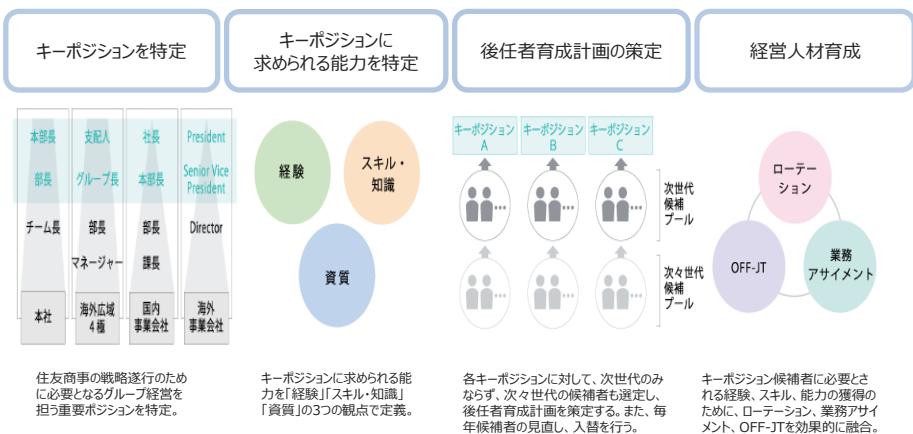 キーポジションを特定
キーポジションに
求められる能力を特定
後任者育成計画の策定
経営人材育成
本部長
部長
チーム長
本社
支配人
グループ長
部長
マネージャー
海外広域
4極
社長
本部長
部長
課長
国内
事業会社
President
Senior Vice
President
Director
海外
事業会社
経験
スキル・
知識
資質
キーポジション
A
キーポジション
B
キーポジション
C
次世代
候補
プール
次々世代
候補
プール
ローテー
ション
OFF-JT
業務
アサイメント
住友商事の戦略遂行のため
に必要となるグループ経営を
担う重要ポジションを特定。
キーポジションに求められる能
力を「経験」「スキル・知識」
「資質」の3つの観点で定義。
各キーポジションに対して、次世代のみ
ならず、次々世代の候補者も選定し、
後任者育成計画を策定する。また、毎
年候補者の見直し、入替を行う。
キーポジション候補者に必要とさ
れる経験、スキル、能力の獲得の
ために、ローテーション、業務アサイ
メント、OFF-JTを効果的に融合。